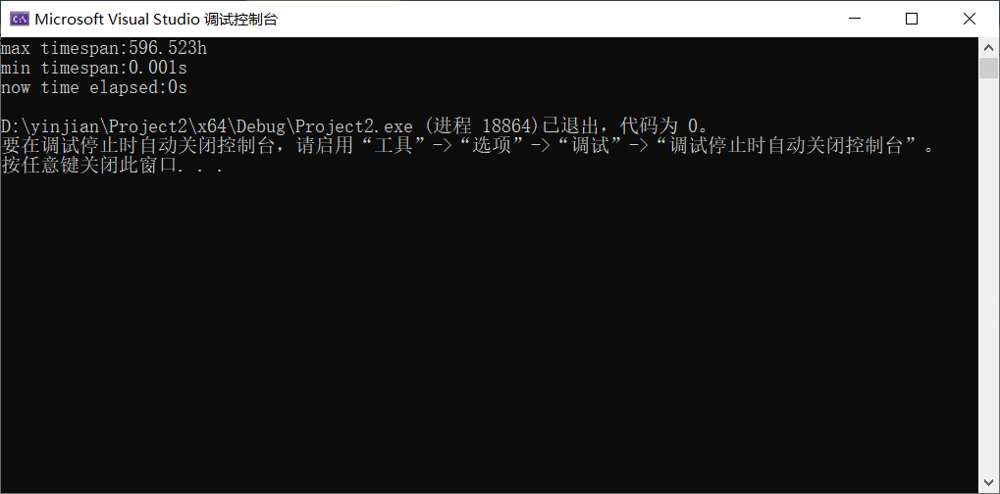 Microsoft Visual Studio 调试控制台
max timespan:596.523h
min timespan:0.001s
now time elapsed:0s
D:\yinjian\Project2\x64\Debug\Project2.exe (进程 18864)已退出，代码为 0。
要在调试停止时自动关闭控制台，请启用“工具”->“选项”->“调试”->“调试停止时自动关闭控制台”。
按任意键关闭此窗口. . .